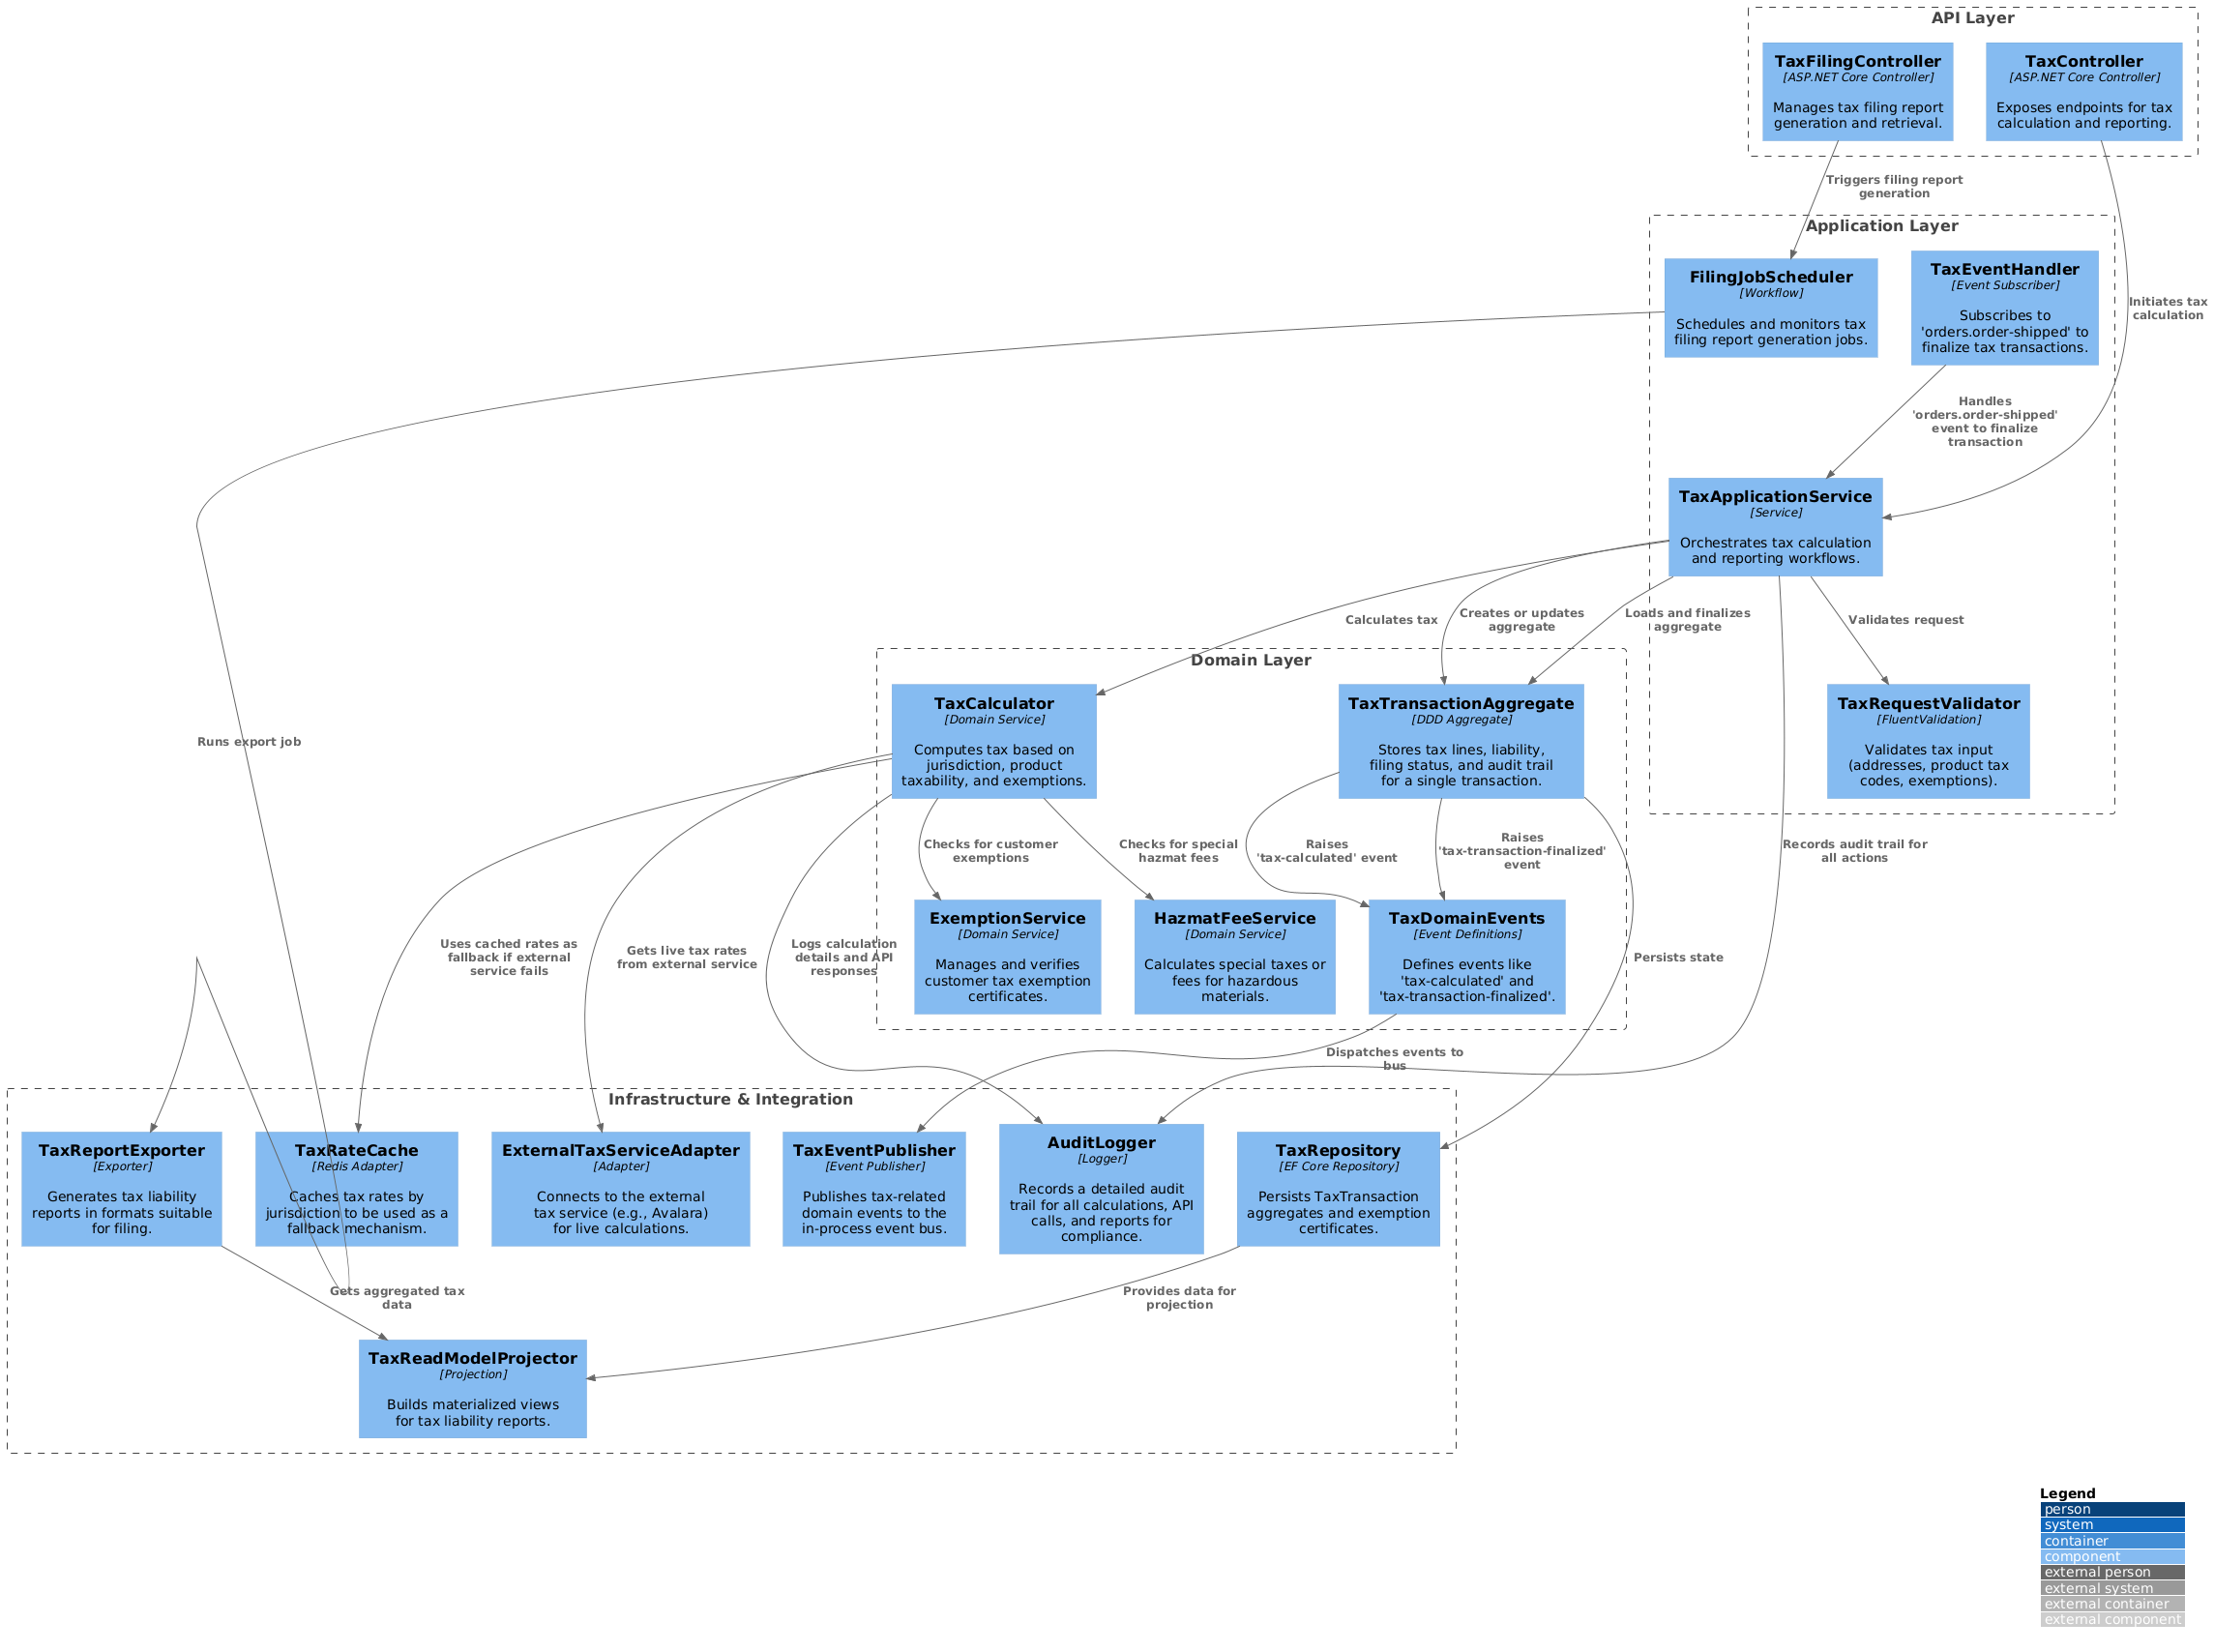 API Layer
TaxFilingController
[ASP.NET Core Controller]
Manages tax filing report
generation and retrieval.
TaxController
[ASP.NET Core Controller]
Exposes endpoints for tax
calculation and reporting.
Triggers filing report
generation
Initiates tax
calculation
Application Layer
FilingJobScheduler
[Workflow]
Schedules and monitors tax
filing report generation jobs.
TaxEventHandler
[Event Subscriber]
Subscribes to
'orders.order-shipped' to
finalize tax transactions.
Handles
'orders.order-shipped'
event to finalize
transaction
TaxApplicationService
[Service]
Orchestrates tax calculation
and reporting workflows.
Calculates tax
Creates or updates
aggregate
Loads and finalizes
aggregate
Validates request
Domain Layer
TaxCalculator
[Domain Service]
Computes tax based on
jurisdiction, product
taxability, and exemptions.
TaxTransactionAggregate
[DDD Aggregate]
Stores tax lines, liability,
filing status, and audit trail
for a single transaction.
TaxRequestValidator
[FluentValidation]
Validates tax input
(addresses, product tax
codes, exemptions).
Runs export job
Checks for customer
exemptions
Checks for special
hazmat fees
Raises
'tax-calculated' event
Raises
'tax-transaction-finalized'
event
Records audit trail for
all actions
Uses cached rates as
fallback if external
service fails
Gets live tax rates
from external service
Logs calculation
details and API
responses
ExemptionService
[Domain Service]
Manages and verifies
customer tax exemption
certificates.
HazmatFeeService
[Domain Service]
Calculates special taxes or
fees for hazardous
materials.
TaxDomainEvents
[Event Definitions]
Defines events like
'tax-calculated' and
'tax-transaction-finalized'.
Persists state
Dispatches events to
bus
Infrastructure & Integration
TaxReportExporter
[Exporter]
Generates tax liability
reports in formats suitable
for filing.
TaxRateCache
[Redis Adapter]
Caches tax rates by
jurisdiction to be used as a
fallback mechanism.
ExternalTaxServiceAdapter
[Adapter]
Connects to the external
tax service (e.g., Avalara)
for live calculations.
TaxEventPublisher
[Event Publisher]
Publishes tax-related
domain events to the
in-process event bus.
AuditLogger
[Logger]
Records a detailed audit
trail for all calculations, API
calls, and reports for
compliance.
TaxRepository
[EF Core Repository]
Persists TaxTransaction
aggregates and exemption
certificates.
Gets aggregated tax
data
Provides data for
projection
TaxReadModelProjector
[Projection]
Builds materialized views
for tax liability reports.
Legend
person
system
container
component
external person
external system
external container
external component